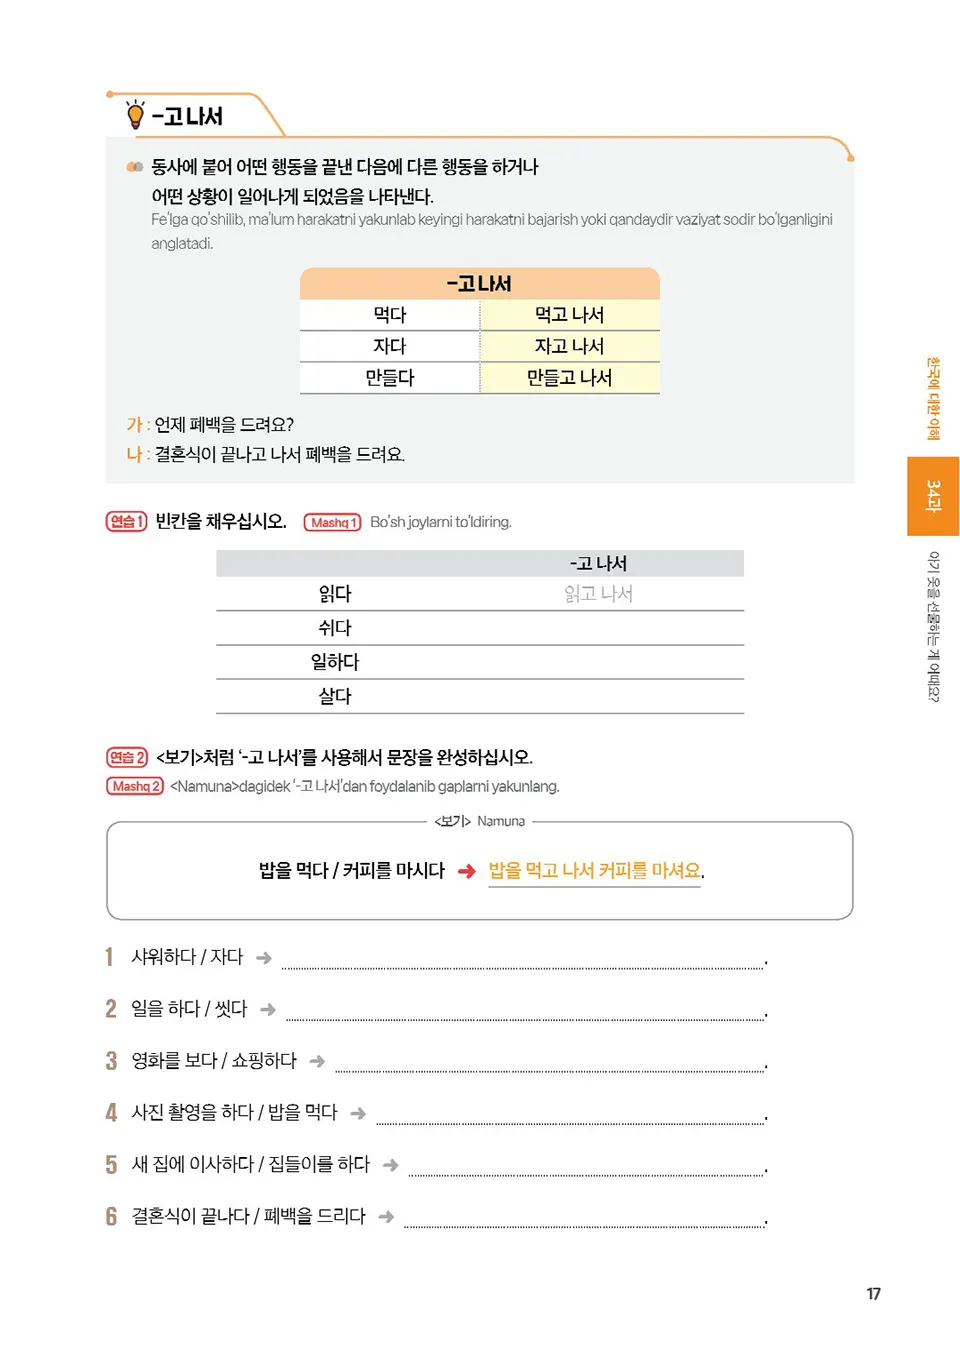 -고 나서
동사에 붙어 어떤 행동을 끝낸 다음에 다른 행동을 하거나
어떤 상황이 일어나게 되었음을 나타낸다.
Fe'lga qo'shilib, ma'lum harakatni yakunlab keyingi harakatni bajarish yoki qandaydir vaziyat sodir bo'lganligini
anglatadi.
-고 나서
먹다 먹고 나서
자다 자고 나서
만들다 만들고 나서
가 : 언제 폐백을 드려요?
나 : 결혼식이 끝나고 나서 폐백을 드려요.
연습 1 빈칸을 채우십시오. Mashq 1 Bo'sh joylarni to'ldiring.
-고 나서
읽다 읽고 나서
쉬다
일하다
살다
연습 2 <보기>처럼 '-고 나서'를 사용해서 문장을 완성하십시오.
Mashq 2 <Namuna>dagidek '-고 나서'dan foydalanib gaplarni yakunlang.
<보기> Namuna
밥을 먹다 / 커피를 마시다 ➜ 밥을 먹고 나서 커피를 마셔요.
1 샤워하다 / 자다 ➜ .
2 일을 하다 / 씻다 ➜ .
3 영화를 보다 / 쇼핑하다 ➜ .
4 사진 촬영을 하다 / 밥을 먹다 ➜ .
5 새 집에 이사하다 / 집들이를 하다 ➜ .
6 결혼식이 끝나다 / 폐백을 드리다 ➜ .
한국에 대한 이해
34과
아기 옷을 선물하는 게 어때요?
17